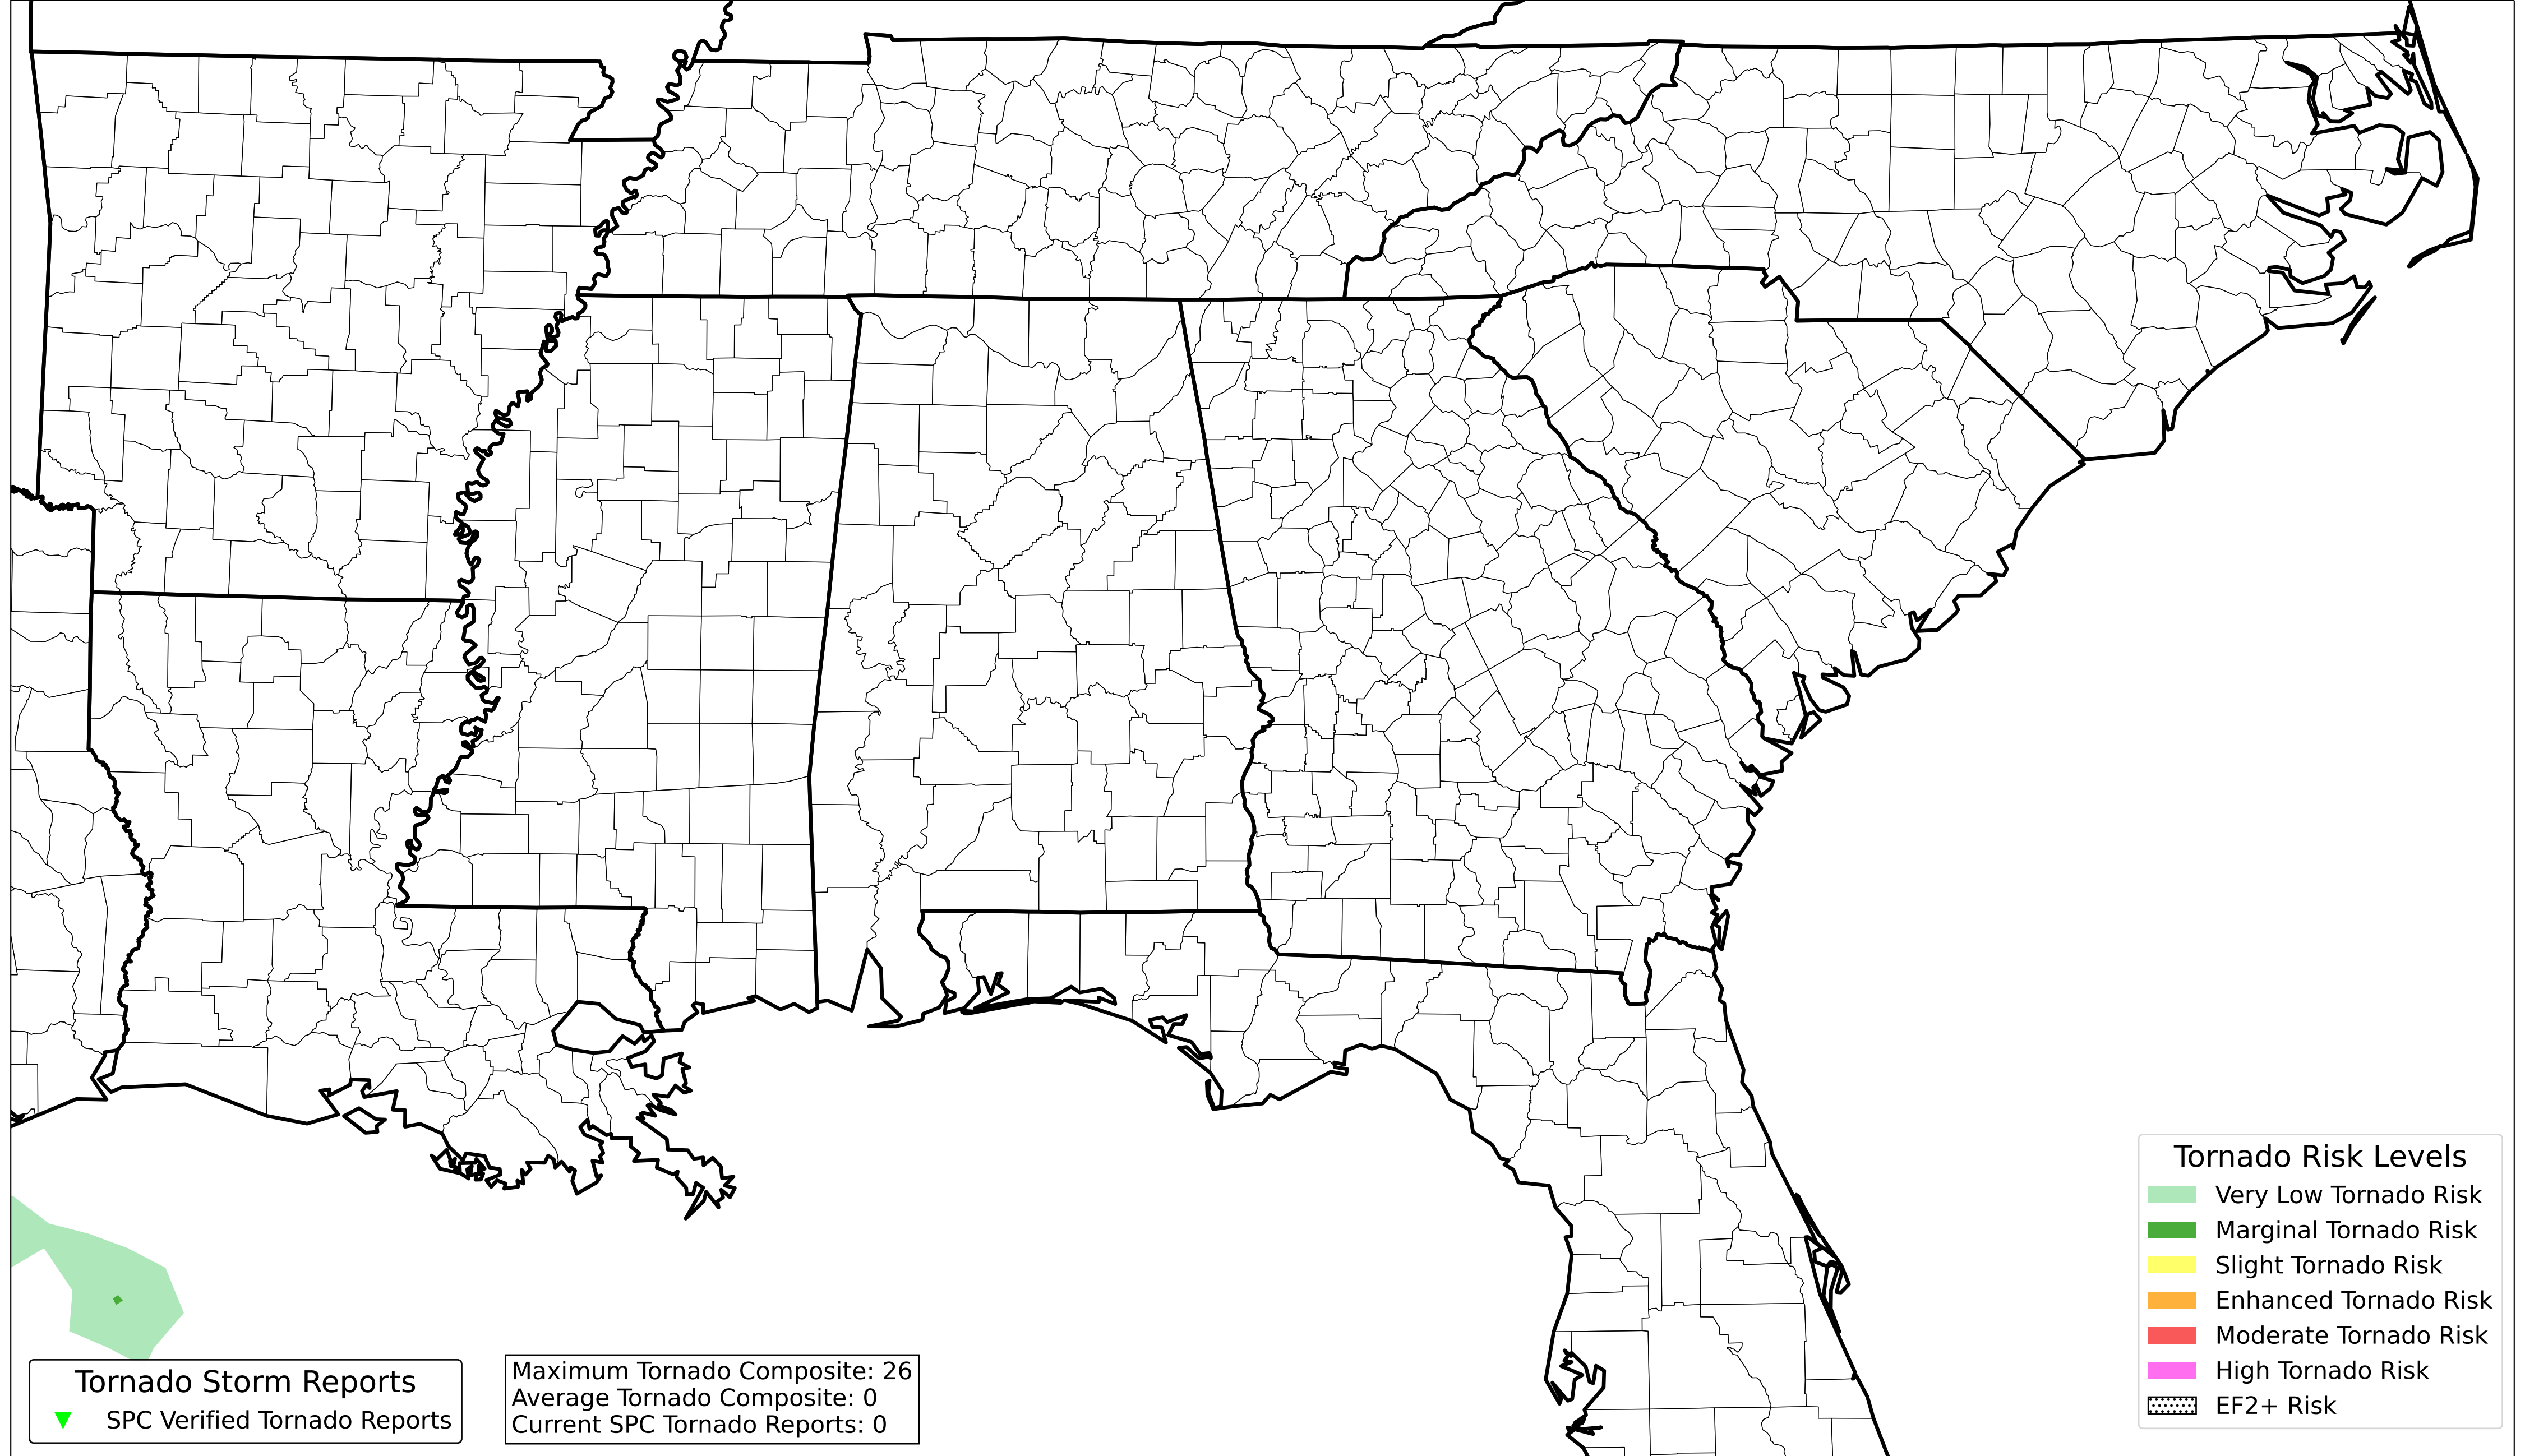 Tornado Risk Levels
Very Low Tornado Risk
Marginal Tornado Risk
Slight Tornado Risk
Enhanced Tornado Risk
Moderate Tornado Risk
High Tornado Risk
EF2+ Risk
Tornado Storm Reports
SPC Verified Tornado Reports
Maximum Tornado Composite: 26
Average Tornado Composite: 0
Current SPC Tornado Reports: 0